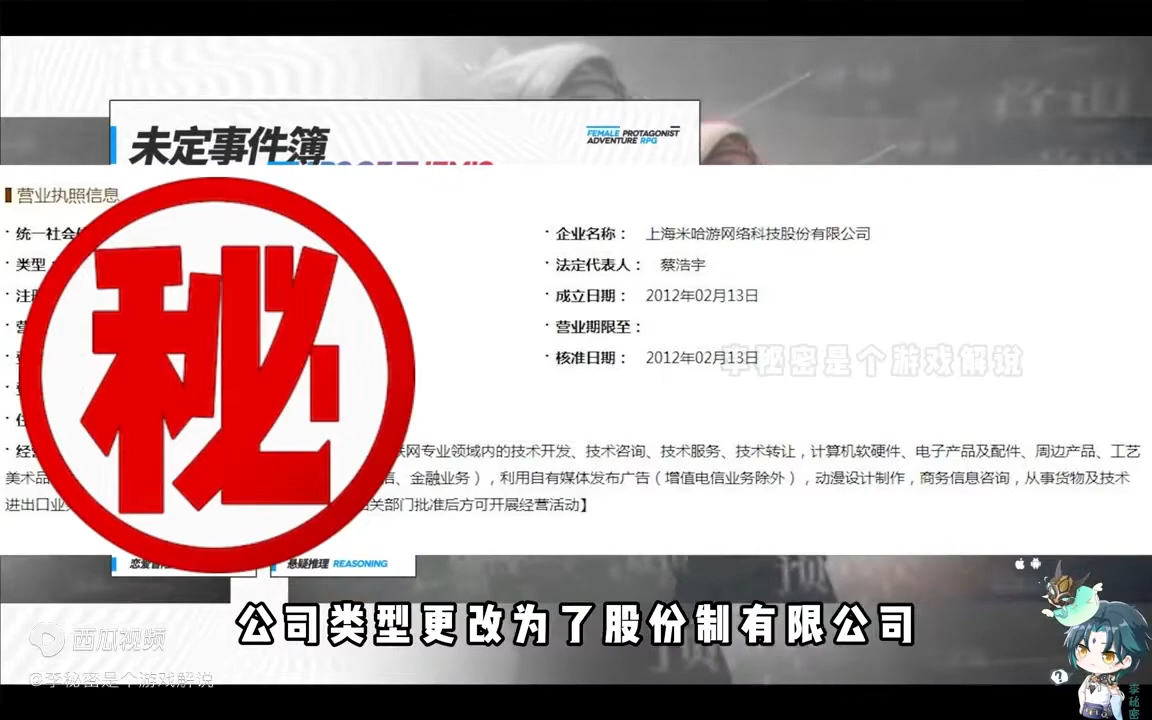 未定事件簿
FEMALE PROTAGONIST
ADVENTURE RPG
营业执照信息
· 统一社会
· 企业名称： 上海米哈游网络科技股份有限公司
· 类型
· 法定代表人： 蔡浩宇
· 注
· 成立日期： 2012年02月13日
· 营业期限至：
· 核准日期： 2012年02月13日
秘
李秘密是个游戏解说
· 经
联网专业领域内的技术开发、技术咨询、技术服务、技术转让，计算机软硬件、电子产品及配件、周边产品、工艺
美术品
信、金融业务），利用自有媒体发布广告（增值电信业务除外），动漫设计制作，商务信息咨询，从事货物及技术
进出口业
相关部门批准后方可开展经营活动】
恋爱
悬疑推理 REASONING
公司类型更改为了股份制有限公司
西瓜视频
@李秘密是个游戏解说
?
李秘密